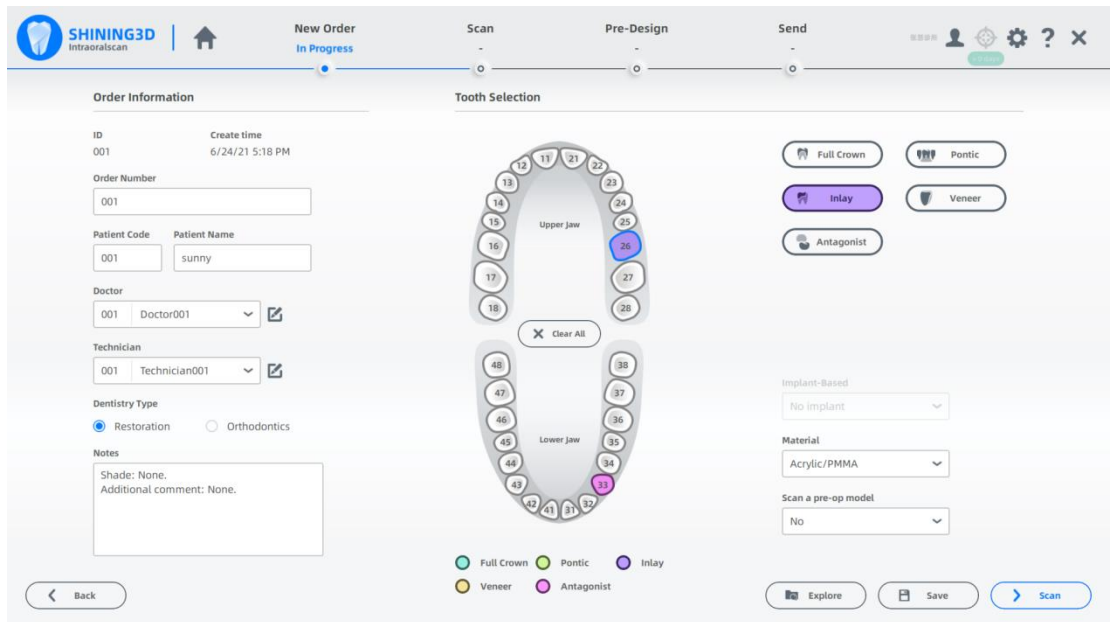 SHINING3D
Intraoralscan
New Order
In Progress
Scan
-
Pre-Design
-
Send
-
Order Information
ID
Create time
001
6/24/21 5:18 PM
Order Number
001
Patient Code
Patient Name
001
sunny
Doctor
001
Doctor001
Technician
001
Technician001
Dentistry Type
Restoration
Orthodontics
Notes
Shade: None.
Additional comment: None.
Tooth Selection
12 11 21 22
13 23
14 24
15 Upper Jaw 25
16 26
17 27
18 28
Clear All
48 38
47 37
46 36
45 Lower Jaw 35
44 34
43 33
42 41 31 32
Full Crown
Pontic
Inlay
Veneer
Antagonist
Full Crown
Pontic
Inlay
Veneer
Antagonist
Implant-Based
No implant
Material
Acrylic/PMMA
Scan a pre-op model
No
Back
Explore
Save
Scan